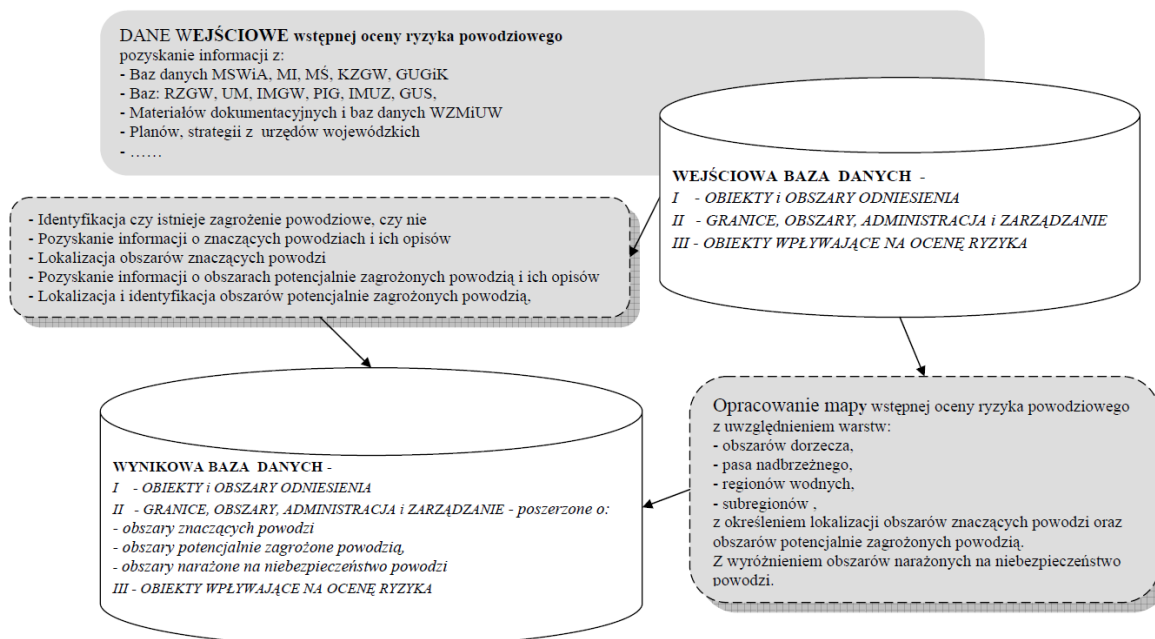 DANE WEJŚCIOWE wstępnej oceny ryzyka powodziowego
pozyskanie informacji z:
- Baz danych MSWiA, MI, MŚ, KZGW, GUGiK
- Baz: RZGW, UM, IMGW, PIG, IMUZ, GUS,
- Materiałów dokumentacyjnych i baz danych WZMiUW
- Planów, strategii z urzędów wojewódzkich
- ……
WEJŚCIOWA BAZA DANYCH -
I - OBIEKTY i OBSZARY ODNIESIENIA
II - GRANICE, OBSZARY, ADMINISTRACJA i ZARZĄDZANIE
III - OBIEKTY WPŁYWAJĄCE NA OCENĘ RYZYKA
- Identyfikacja czy istnieje zagrożenie powodziowe, czy nie
- Pozyskanie informacji o znaczących powodziach i ich opisów
- Lokalizacja obszarów znaczących powodzi
- Pozyskanie informacji o obszarach potencjalnie zagrożonych powodzią i ich opisów
- Lokalizacja i identyfikacja obszarów potencjalnie zagrożonych powodzią,
Opracowanie mapy wstępnej oceny ryzyka powodziowego
z uwzględnieniem warstw:
- obszarów dorzecza,
- pasa nadbrzeżnego,
- regionów wodnych,
- subregionów ,
z określeniem lokalizacji obszarów znaczących powodzi oraz
obszarów potencjalnie zagrożonych powodzią.
Z wyróżnieniem obszarów narażonych na niebezpieczeństwo
powodzi.
WYNIKOWA BAZA DANYCH -
I - OBIEKTY i OBSZARY ODNIESIENIA
II - GRANICE, OBSZARY, ADMINISTRACJA i ZARZĄDZANIE - poszerzone o:
- obszary znaczących powodzi
- obszary potencjalnie zagrożone powodzią,
- obszary narażone na niebezpieczeństwo powodzi
III - OBIEKTY WPŁYWAJĄCE NA OCENĘ RYZYKA